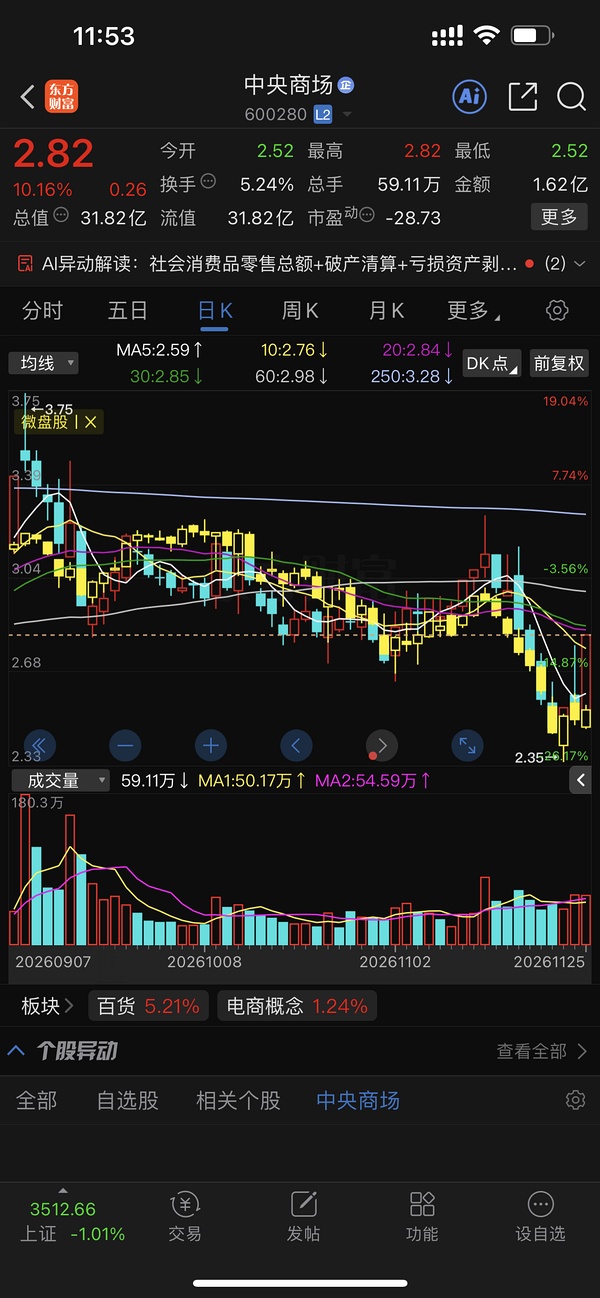 11:53
东方财富
中央商场 企
600280 L2
Ai
2.82
10.16% 0.26
今开 2.52 最高 2.82 最低 2.52
换手 5.24% 总手 59.11万 金额 1.62亿
总值 31.82亿 流值 31.82亿 市盈动 -28.73 更多
AI异动解读：社会消费品零售总额+破产清算+亏损资产剥... (2)
分时 五日 日K 周K 月K 更多
均线 MA5:2.59↑ 10:2.76↓ 20:2.84↓ DK点 前复权
30:2.85↓ 60:2.98↓ 250:3.28↓
3.75 19.04%
←3.75
微盘股 | X
3.39 7.74%
3.04 -3.56%
2.68 -14.87%
2.33 2.35→ -26.17%
成交量 59.11万↓ MA1:50.17万↑ MA2:54.59万↑
180.3万
20260907 20261008 20261102 20261125
板块 百货 5.21% 电商概念 1.24%
个股异动 查看全部
全部 自选股 相关个股 中央商场
3512.66
上证 -1.01% 交易 发帖 功能 设自选